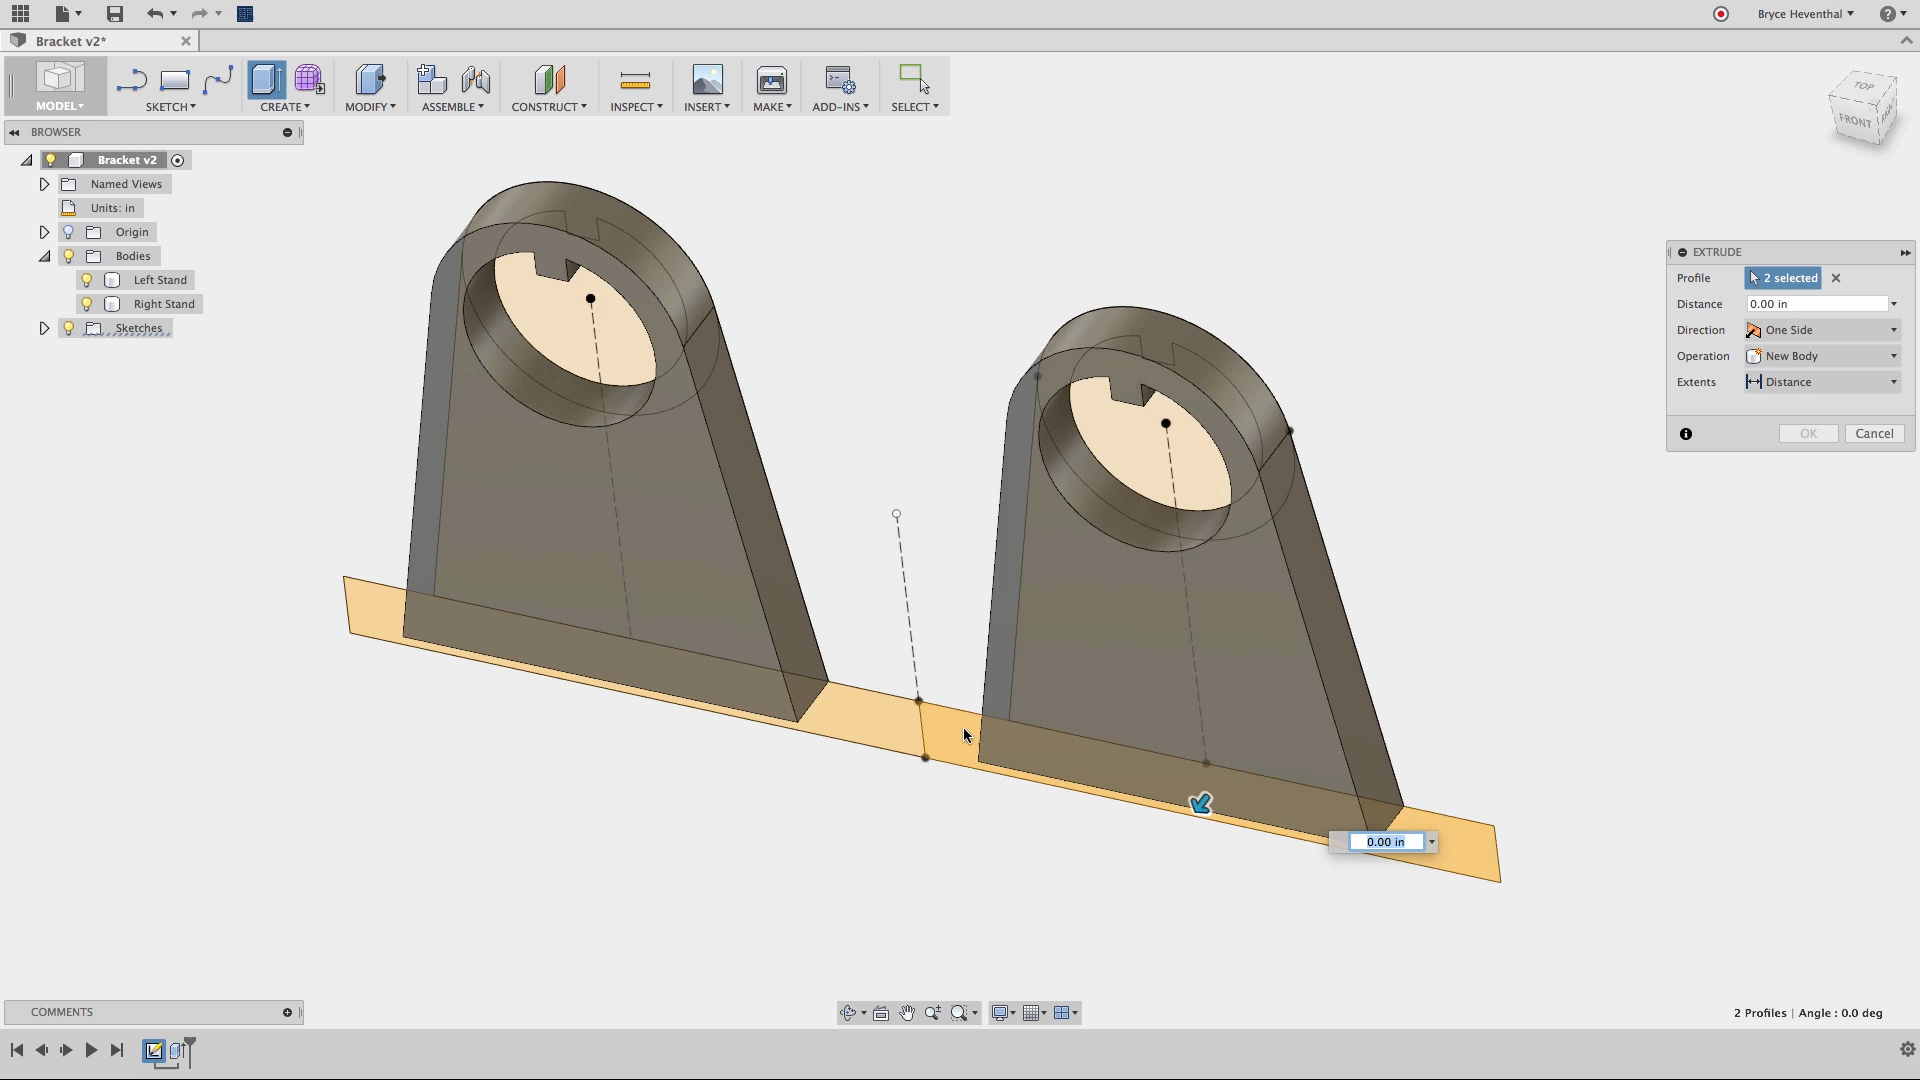 Bryce Heventhal
Bracket v2*
MODEL
SKETCH
CREATE
MODIFY
ASSEMBLE
CONSTRUCT
INSPECT
INSERT
MAKE
ADD-INS
SELECT
TOP
FRONT
BROWSER
Bracket v2
Named Views
Units: in
Origin
Bodies
Left Stand
Right Stand
Sketches
EXTRUDE
Profile 2 selected
Distance 0.00 in
Direction One Side
Operation New Body
Extents Distance
OK Cancel
0.00 in
COMMENTS
2 Profiles | Angle : 0.0 deg